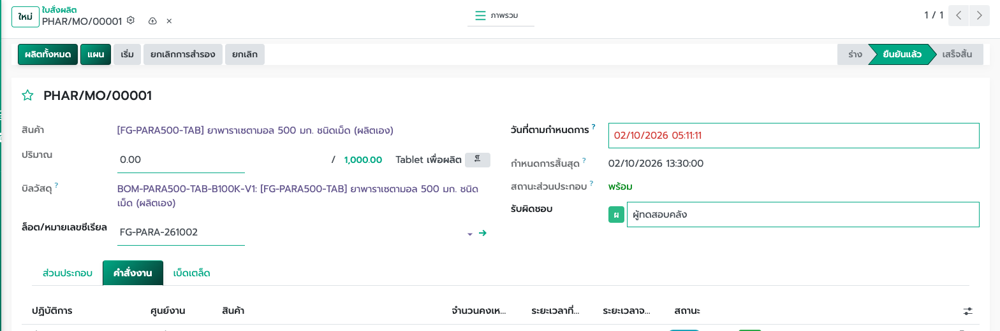 ใหม่
ใบสั่งผลิต
PHAR/MO/00001
ภาพรวม
1 / 1
ผลิตทั้งหมด แผน เริ่ม ยกเลิกการสำรอง ยกเลิก
ร่าง ยืนยันแล้ว เสร็จสิ้น
PHAR/MO/00001
สินค้า [FG-PARA500-TAB] ยาพาราเซตามอล 500 มก. ชนิดเม็ด (ผลิตเอง)
วันที่ตามกำหนดการ ? 02/10/2026 05:11:11
ปริมาณ 0.00 / 1,000.00 Tablet เพื่อผลิต
กำหนดการสิ้นสุด ? 02/10/2026 13:30:00
บิลวัสดุ ? BOM-PARA500-TAB-B100K-V1: [FG-PARA500-TAB] ยาพาราเซตามอล 500 มก. ชนิด
เม็ด (ผลิตเอง)
สถานะส่วนประกอบ ? พร้อม
รับผิดชอบ ผ ผู้ทดสอบคลัง
ล็อต/หมายเลขซีเรียล FG-PARA-261002
ส่วนประกอบ คำสั่งงาน เบ็ดเตล็ด
ปฏิบัติการ ศูนย์งาน สินค้า จำนวนคงเห... ระยะเวลาที่... ระยะเวลาจ... สถานะ